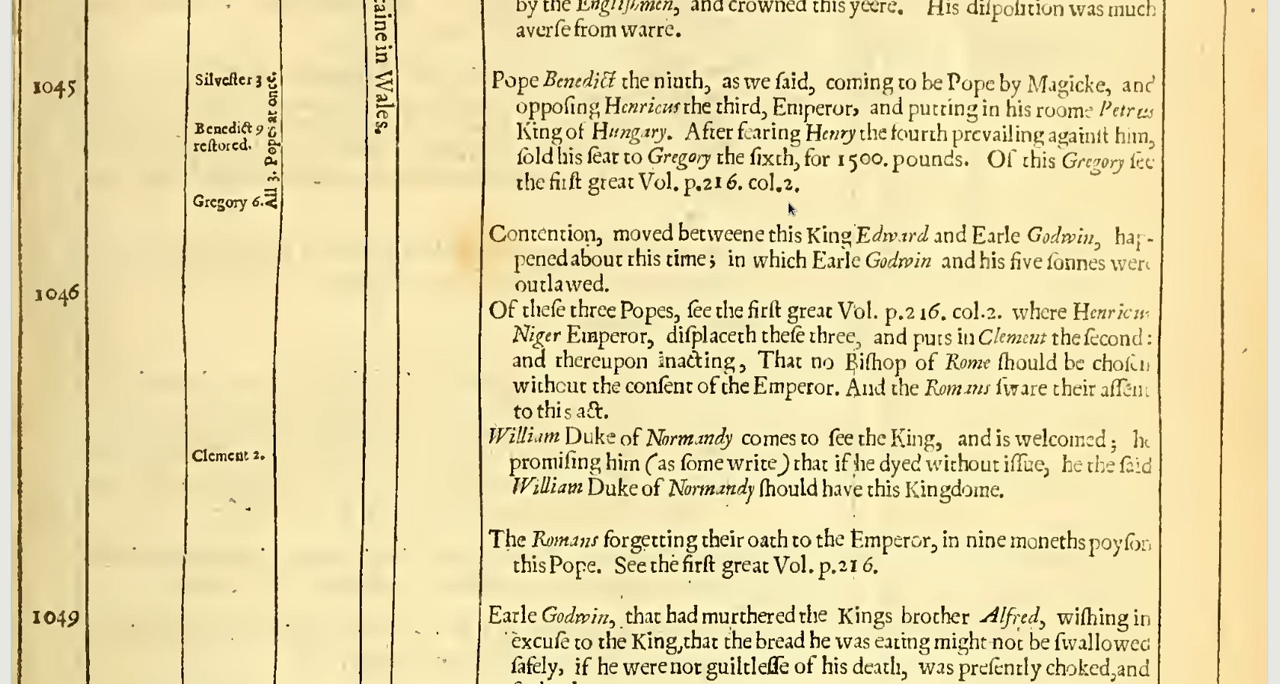 by the Engliſhmen, and crowned this yeere. His diſpoſition was much
averſe from warre.
1045
Silveſter 3
Benedict 9
reſtored.
Gregory 6.
All 3. Popes at once.
aine in Wales.
Pope Benedict the ninth, as we ſaid, coming to be Pope by Magicke, and
oppoſing Henricus the third, Emperor, and putting in his roome Petrus
King of Hungary. After fearing Henry the fourth prevailing againſt him,
ſold his ſeat to Gregory the ſixth, for 1500. pounds. Of this Gregory ſee
the firſt great Vol. p.216. col.2.
Contention, moved betweene this King Edward and Earle Godwin, hap-
pened about this time; in which Earle Godwin and his five ſonnes were
outlawed.
1046
Of theſe three Popes, ſee the firſt great Vol. p.216. col.2. where Henricus
Niger Emperor, diſplaceth theſe three, and puts in Clement the ſecond:
and thereupon inacting, That no Biſhop of Rome ſhould be choſen
without the conſent of the Emperor. And the Romans ſware their aſſent
to this act.
Clement 2.
William Duke of Normandy comes to ſee the King, and is welcomed; he
promiſing him (as ſome write) that if he dyed without iſſue, he the ſaid
William Duke of Normandy ſhould have this Kingdome.
The Romans forgetting their oath to the Emperor, in nine moneths poyſon
this Pope. See the firſt great Vol. p.216.
1049
Earle Godwin, that had murthered the Kings brother Alfred, wiſhing in
excuſe to the King, that the bread he was eating might not be ſwallowed
ſafely, if he were not guiltleſſe of his death, was preſently choked, and